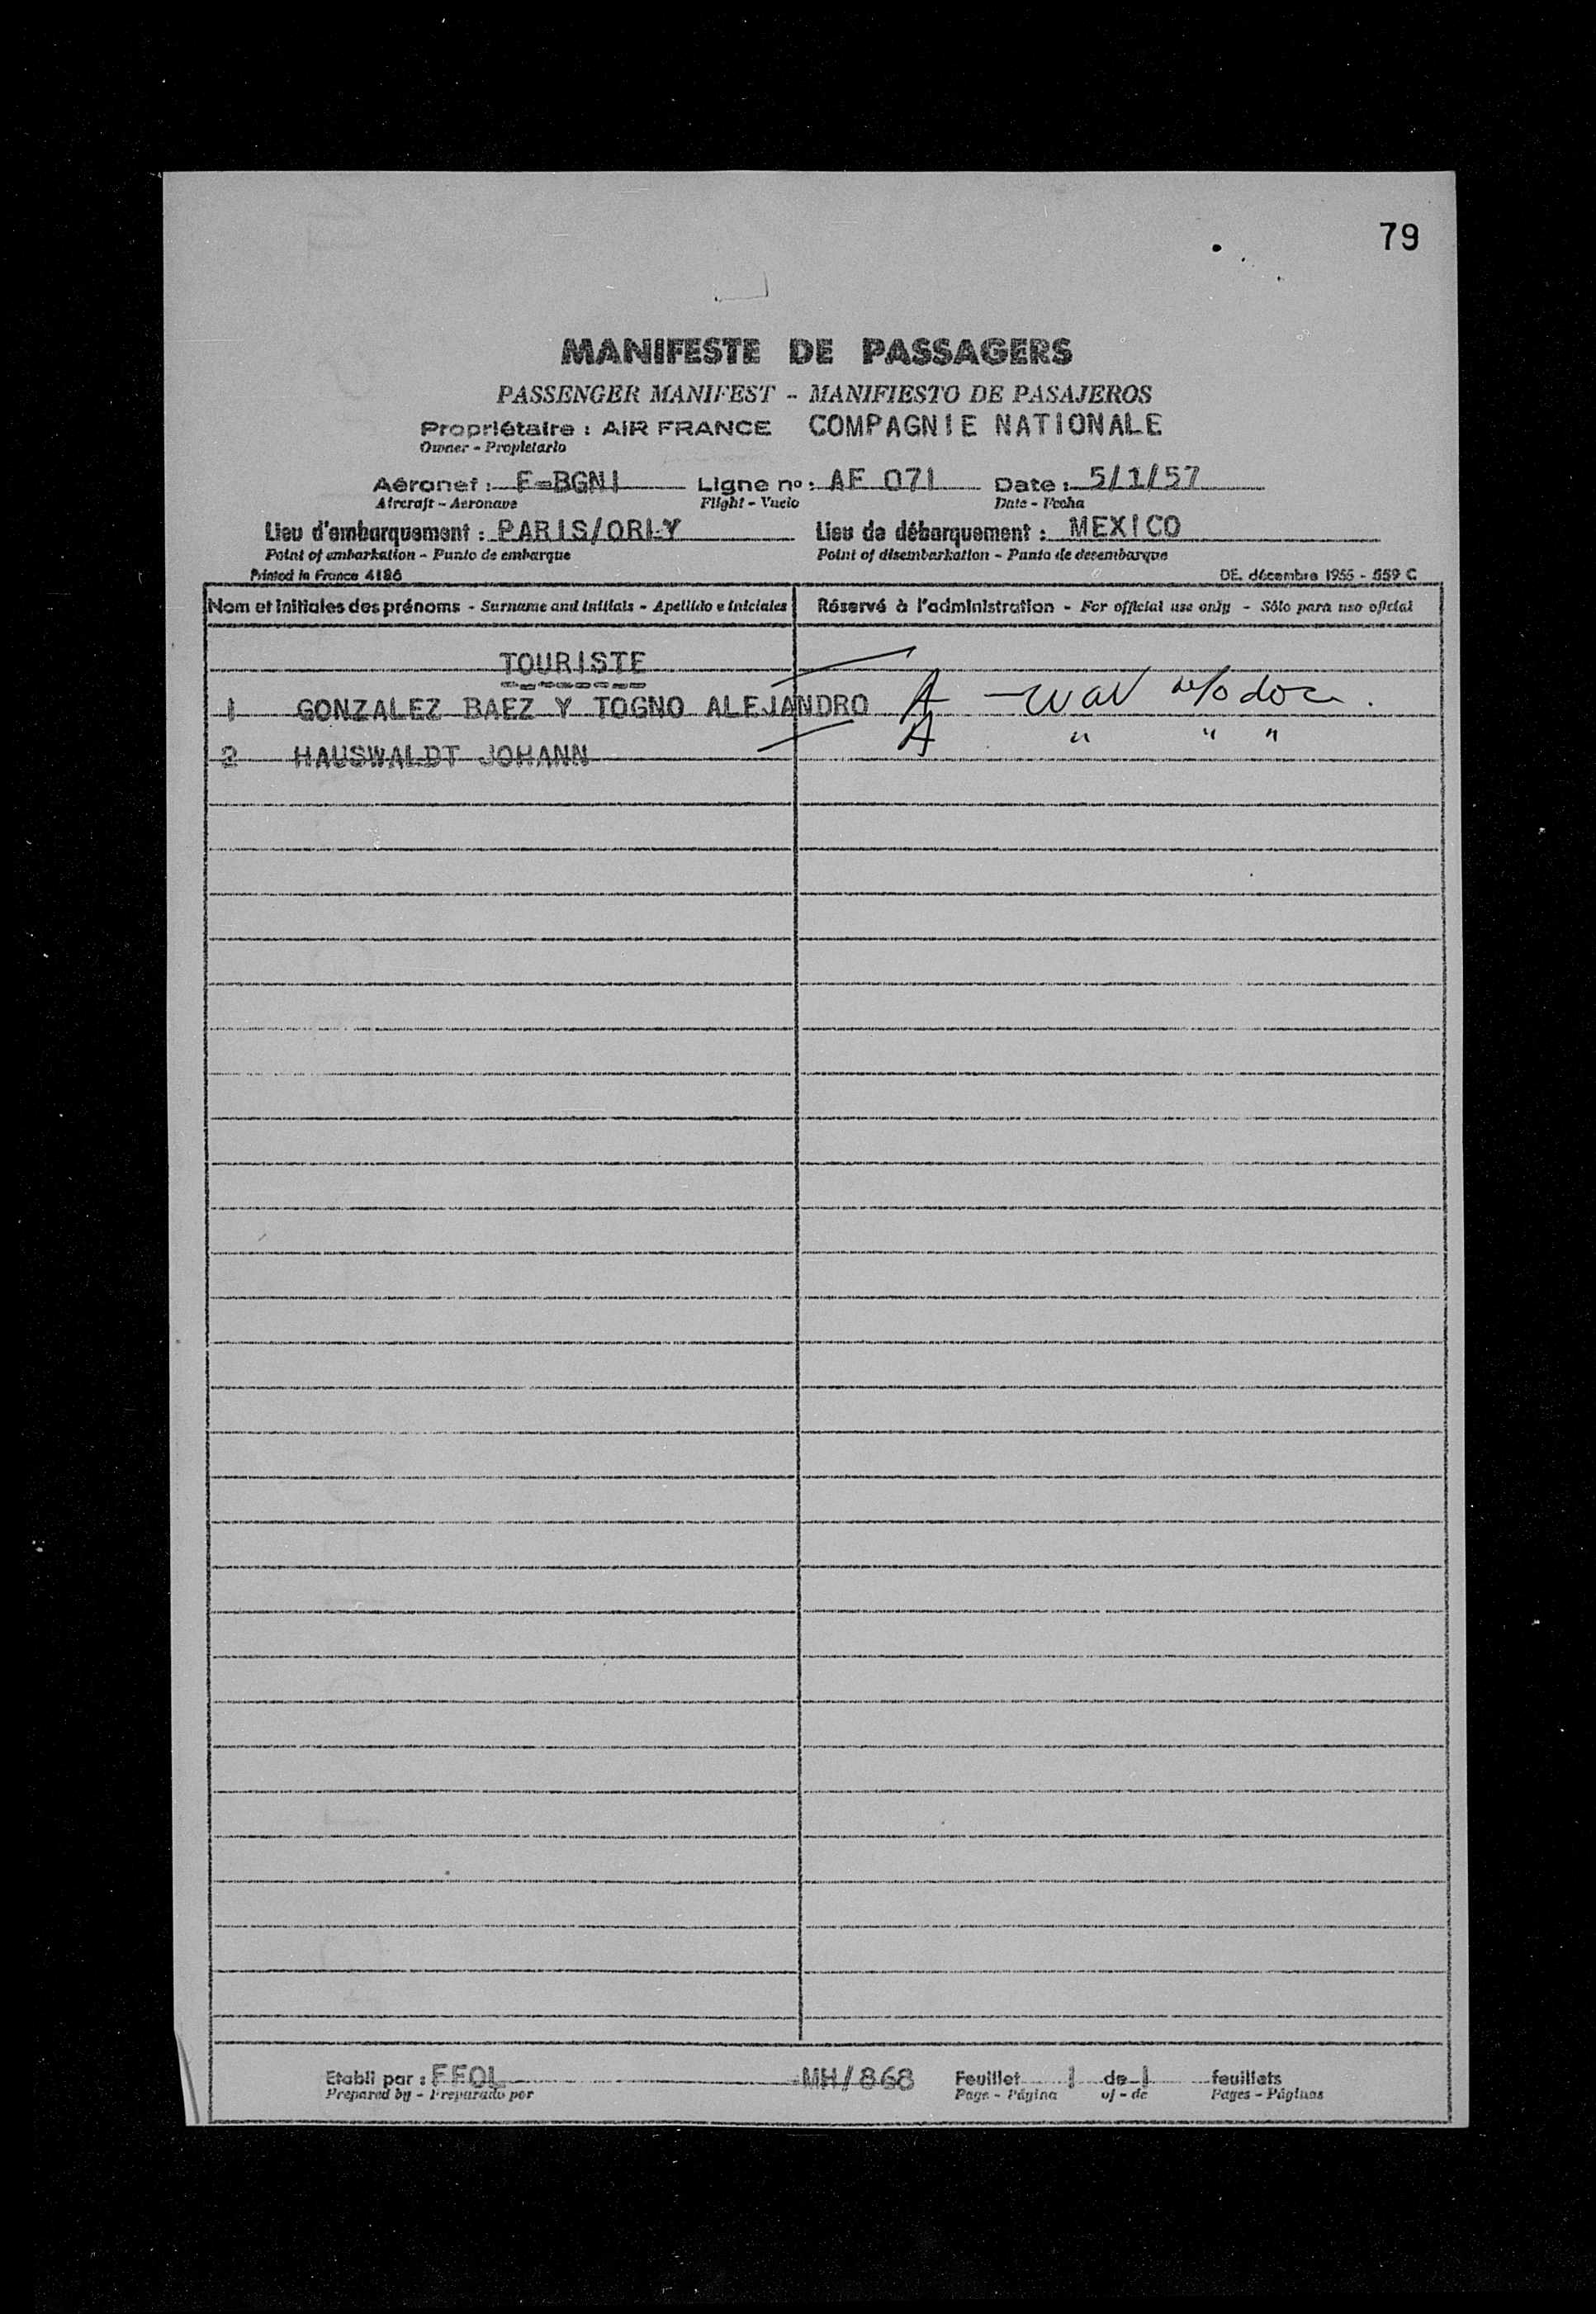 79
MANIFESTE DE PASSAGERS
PASSENGER MANIFEST - MANIFIESTO DE PASAJEROS
Propriétaire : AIR FRANCE COMPAGNIE NATIONALE
Owner - Propietario
Aéronef : F-BGNI Ligne no : AF 071 Date : 5/1/57
Aircraft - Aeronave Flight - Vuelo Date - Fecha
Lieu d'embarquement : PARIS/ORLY Lieu de débarquement : MEXICO
Point of embarkation - Punto de embarque Point of disembarkation - Punto de desembarque
Printed in France 4186 DE. décembre 1955 - 559 C
Nom et initiales des prénoms - Surname and initials - Apellido e iniciales Réservé à l'administration - For official use only - Sólo para uso oficial
TOURISTE
1 GONZALEZ BAEZ Y TOGNO ALEJANDRO A - wav w/o doc.
2 HAUSWALDT JOHANN A " " "
Etabli par : FFOL MH/868 Feuillet 1 de 1 feuillets
Prepared by - Preparado por Page - Página of - de Pages - Páginas